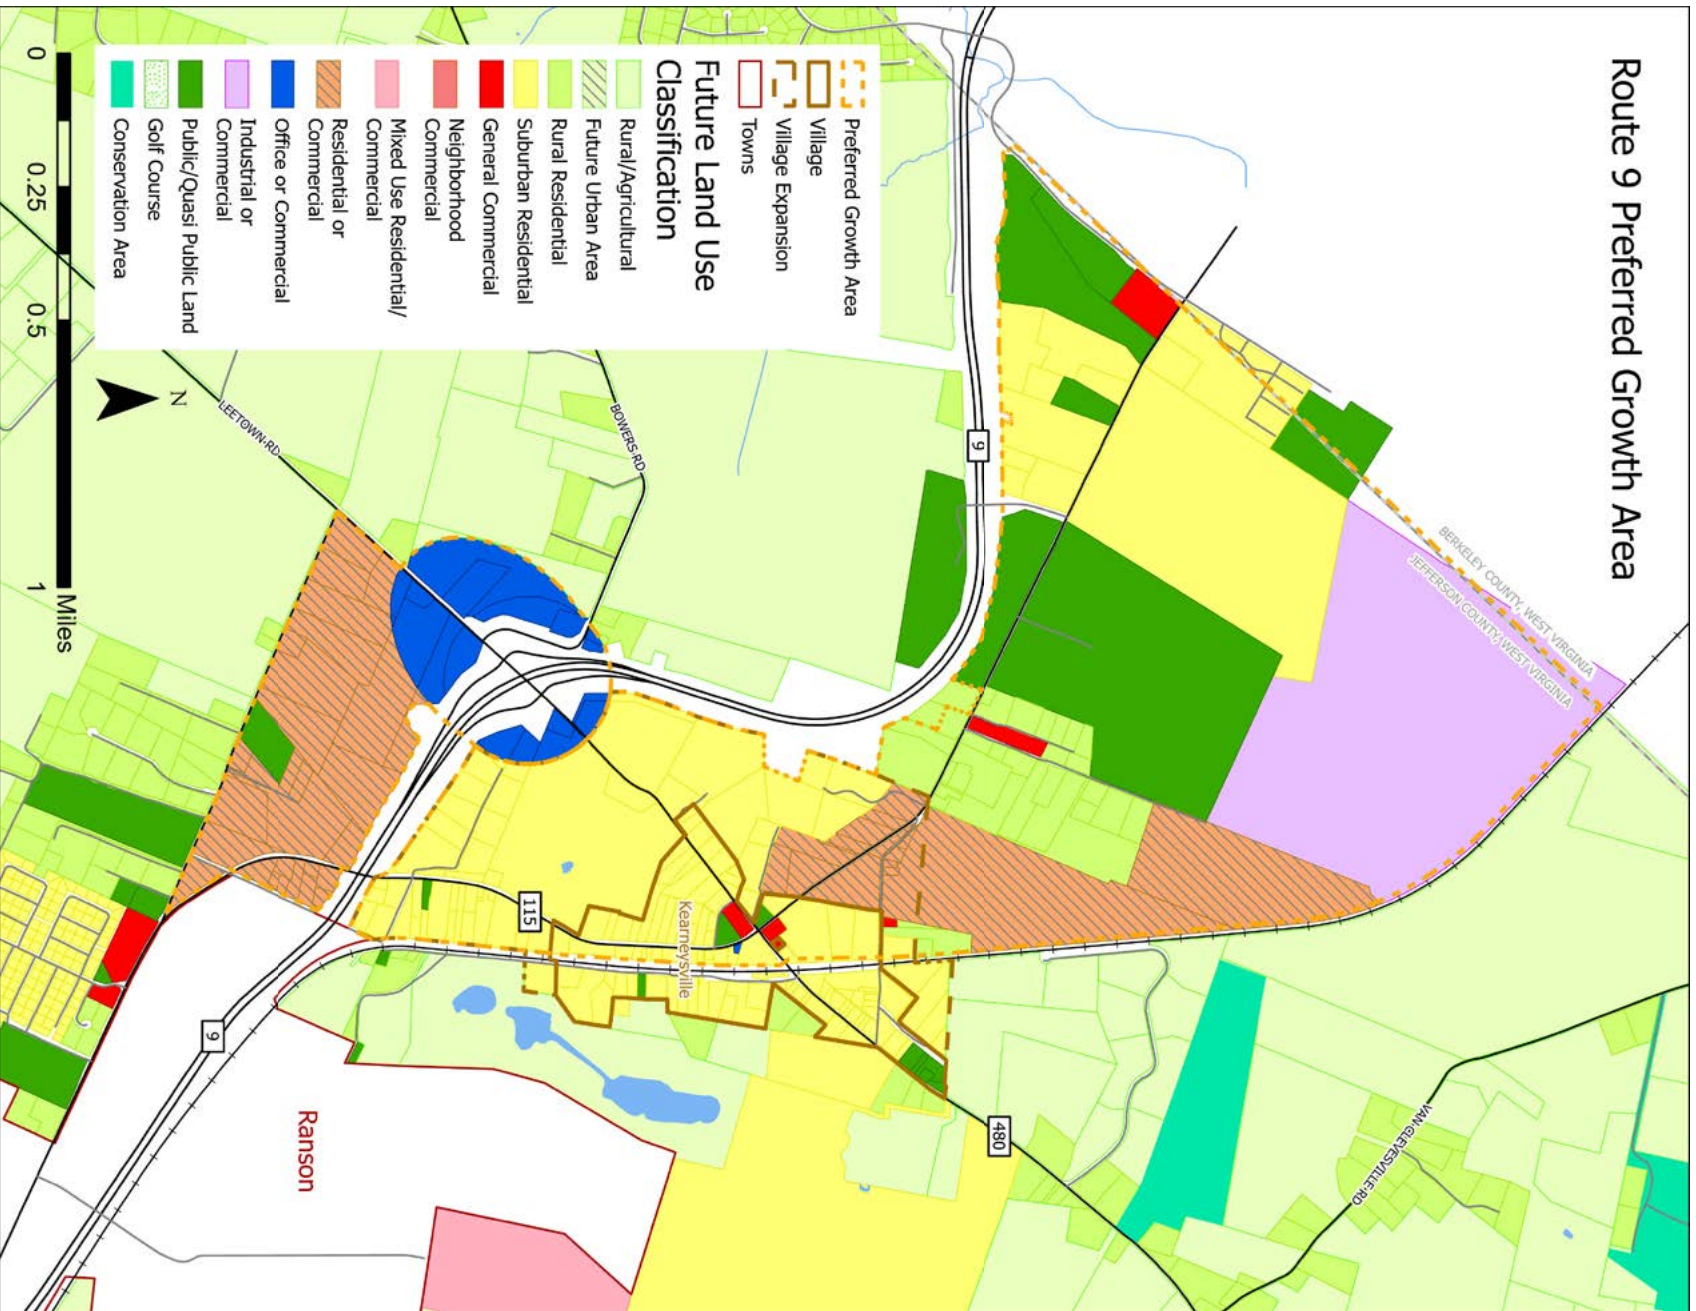 Route 9 Preferred Growth Area
Preferred Growth Area
Village
Village Expansion
Towns
Future Land Use
Classification
Rural/Agricultural
Future Urban Area
Rural Residential
Suburban Residential
General Commercial
Neighborhood
Commercial
Mixed Use Residential/
Commercial
Residential or
Commercial
Office or Commercial
Industrial or
Commercial
Public/Quasi Public Land
Golf Course
Conservation Area
0 0.25 0.5 1
Miles
N
BERKELEY COUNTY, WEST VIRGINIA
JEFFERSON COUNTY, WEST VIRGINIA
9
BOWERS RD
LEETOWN RD
115
Kearneysville
480
VAN CLEVESVILLE RD
9
Ranson